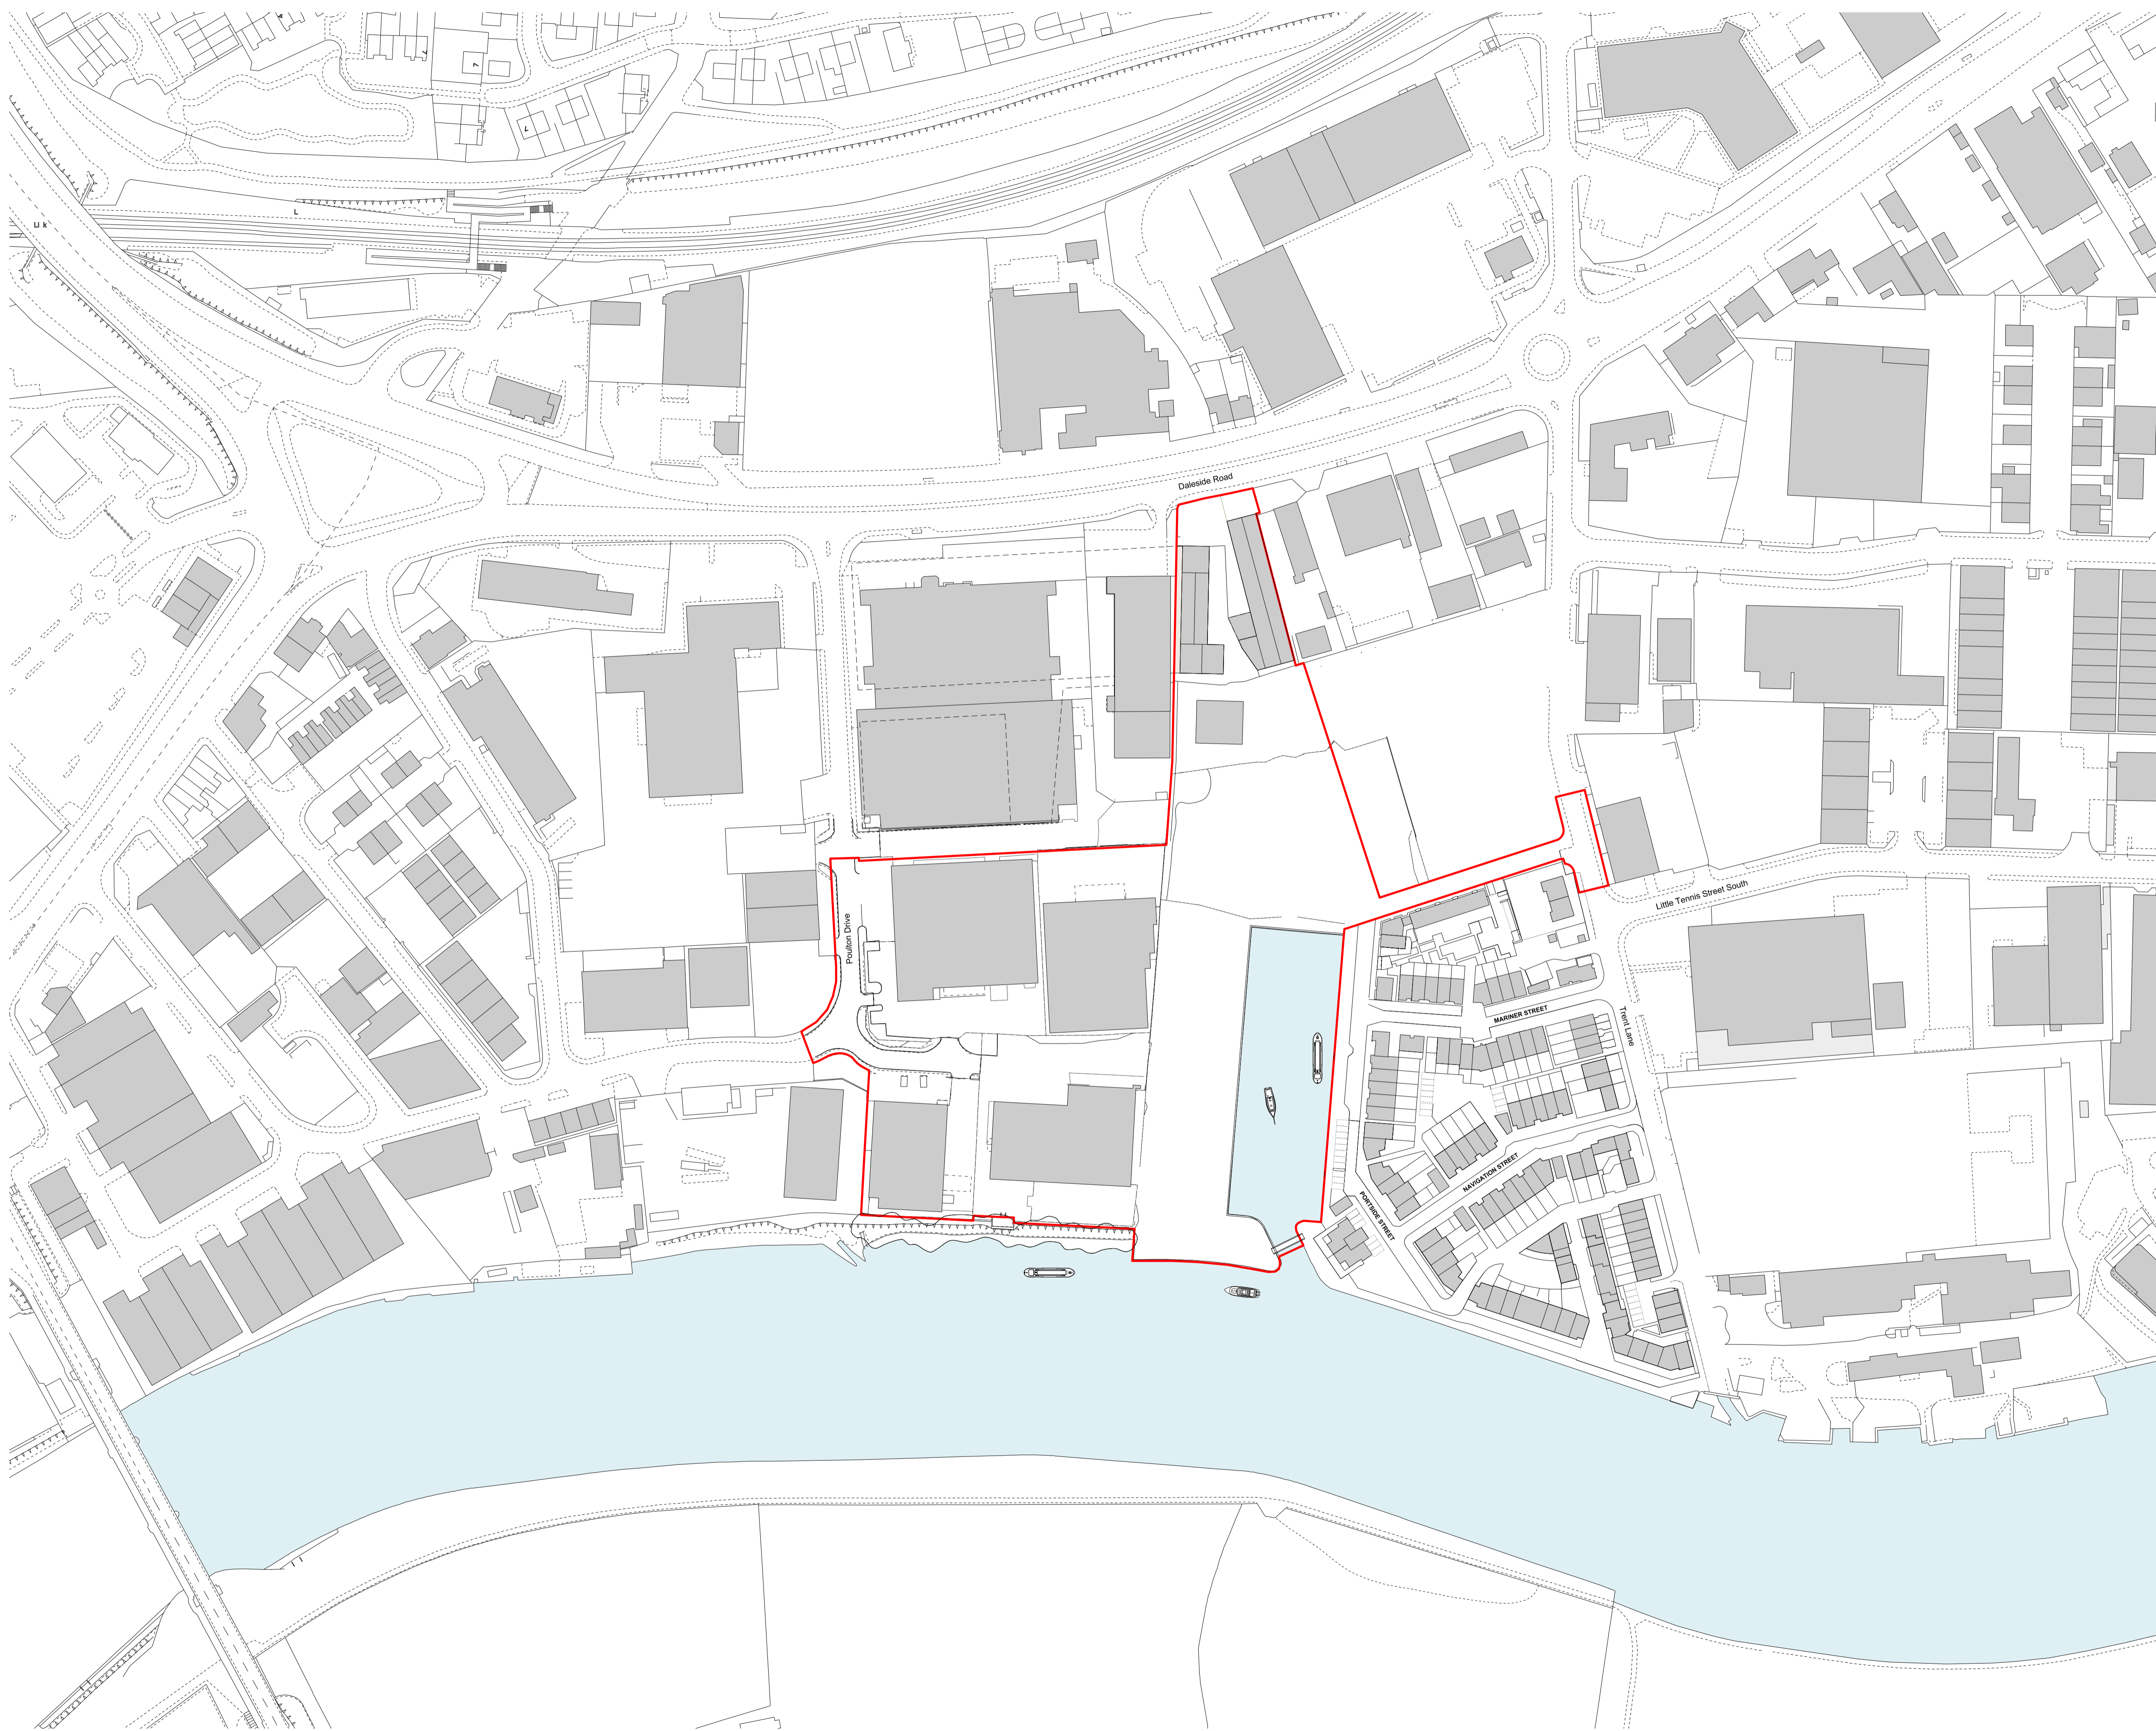 Daleside Road
Little Tennis Street South
Poulton Drive
MARINER STREET
Trent Lane
NAVIGATION STREET
PORTSIDE STREET